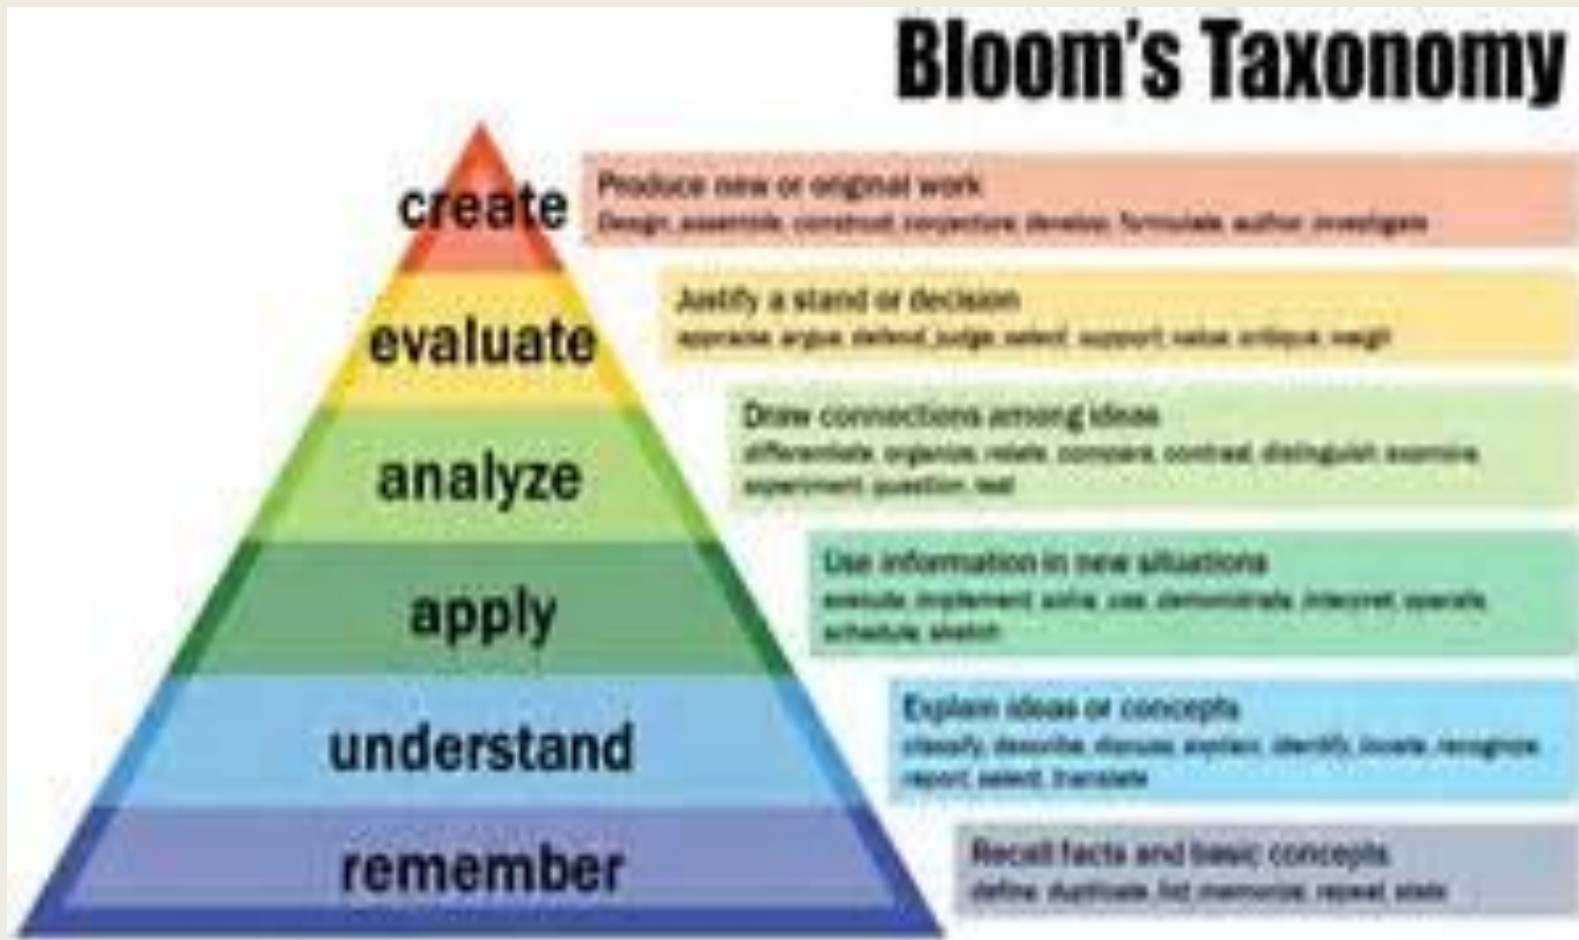 Bloom's Taxonomy
create
Produce new or original work
Design, assemble, construct, conjecture, develop, formulate, author, investigate
evaluate
Justify a stand or decision
appraise, argue, defend, judge, select, support, value, critique, weigh
analyze
Draw connections among ideas
differentiate, organize, relate, compare, contrast, distinguish, examine,
experiment, question, test
apply
Use information in new situations
execute, implement, solve, use, demonstrate, interpret, operate,
schedule, sketch
understand
Explain ideas or concepts
classify, describe, discuss, explain, identify, locate, recognize,
report, select, translate
remember
Recall facts and basic concepts
define, duplicate, list, memorize, repeat, state